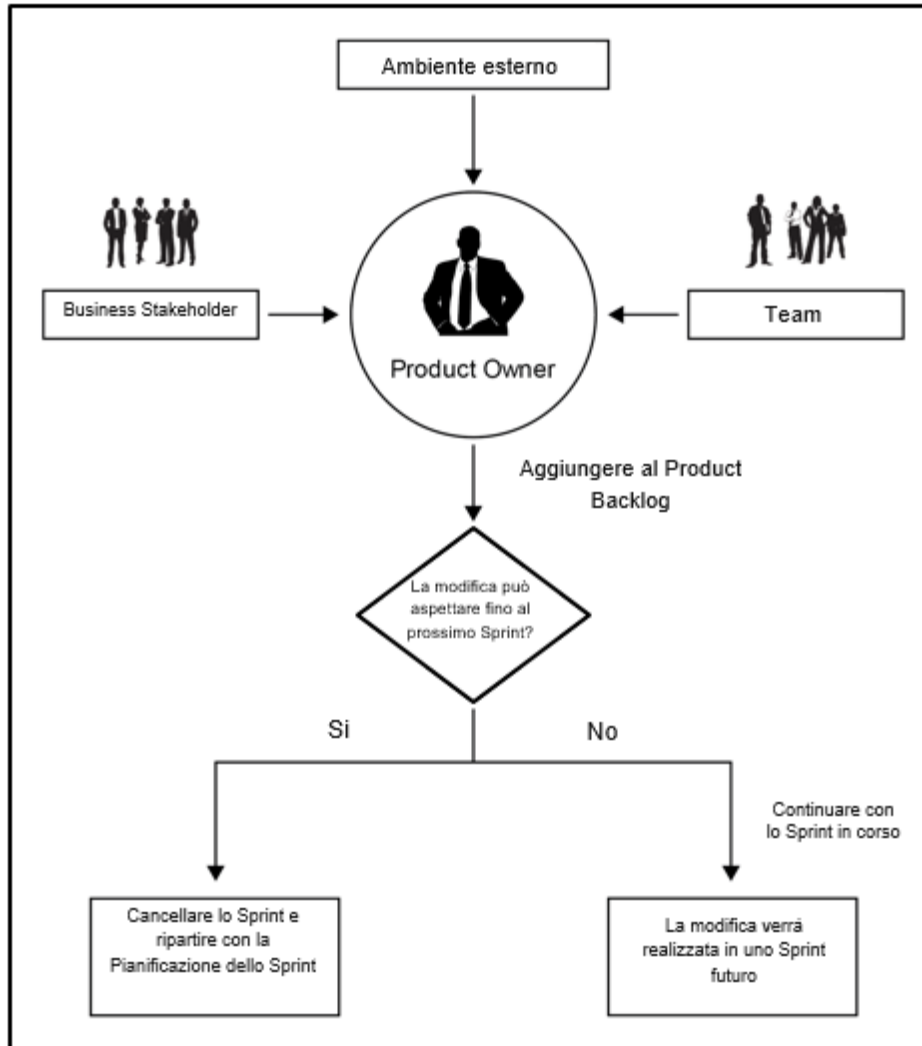 Ambiente esterno
Business Stakeholder
Team
Product Owner
Aggiungere al Product
Backlog
La modifica può
aspettare fino al
prossimo Sprint?
Si
No
Continuare con
lo Sprint in corso
Cancellare lo Sprint e
ripartire con la
Pianificazione dello Sprint
La modifica verrà
realizzata in uno Sprint
futuro